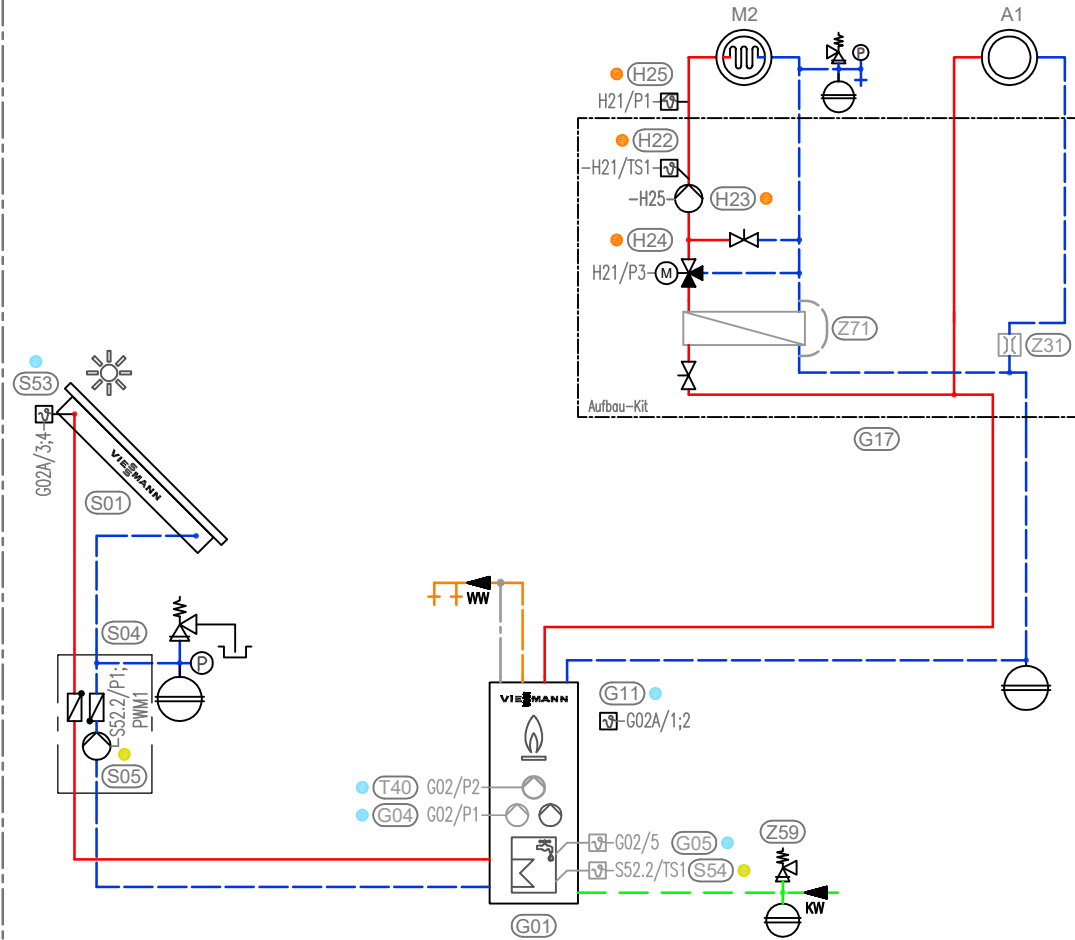 M2
A1
P
H25
H21/P1
ϑ
H22
H21/TS1
ϑ
H25
H23
H24
H21/P3
M
Z71
Z31
Aufbau-Kit
G17
S53
ϑ
G02A/3;4
VIESSMANN
S01
WW
S04
P
S52.2/P1;
PWM1
S05
VIESSMANN
G11
ϑ
G02A/1;2
T40
G02/P2
G04
G02/P1
ϑ
G02/5
G05
Z59
ϑ
S52.2/TS1
S54
KW
G01